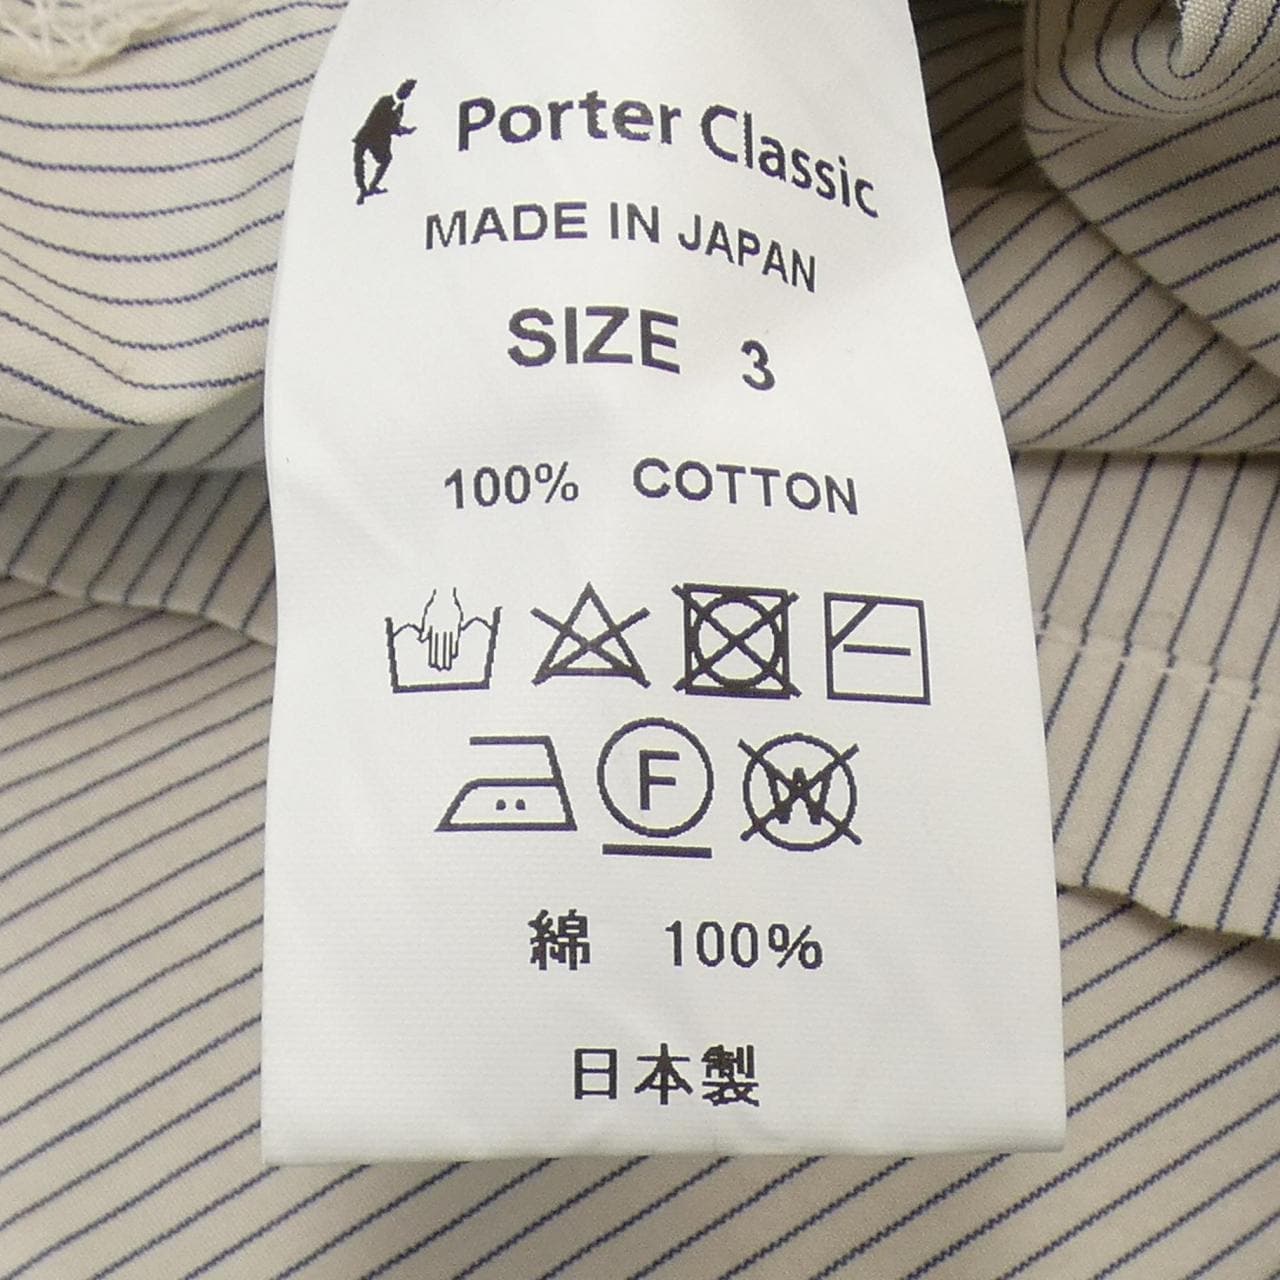 Porter Classic
MADE IN JAPAN
SIZE 3
100% COTTON
F W
綿 100%
日本製